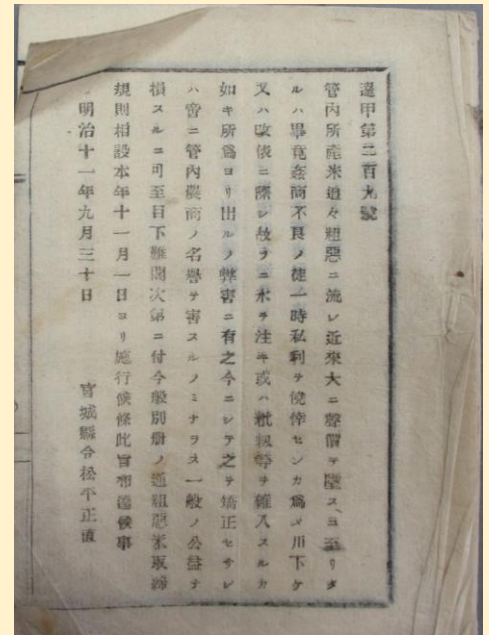 達甲第二百九號
管内所產米追々粗惡ニ流レ近來大ニ聲價ヲ墜スニ至リタ
ルハ畢竟姦商不良ノ徒一時私利ヲ僥倖センカ爲メ川下ケ
又ハ改俵ニ際シ故ラニ水ヲ注キ或ハ粃籾等ヲ雜入スルカ
如キ所爲ヨリ出ルノ弊害ニ有之今ニシテ之ヲ矯正セサレ
ハ啻ニ管内農商ノ名譽ヲ害スルノミナラス一般ノ公益ヲ
損スルニ可至目下難閣次第ニ付今般別册ノ通粗惡米取締
規則相設本年十一月一日ヨリ施行候條此旨相達候事
明治十一年九月三十日
宮城縣令松平正直